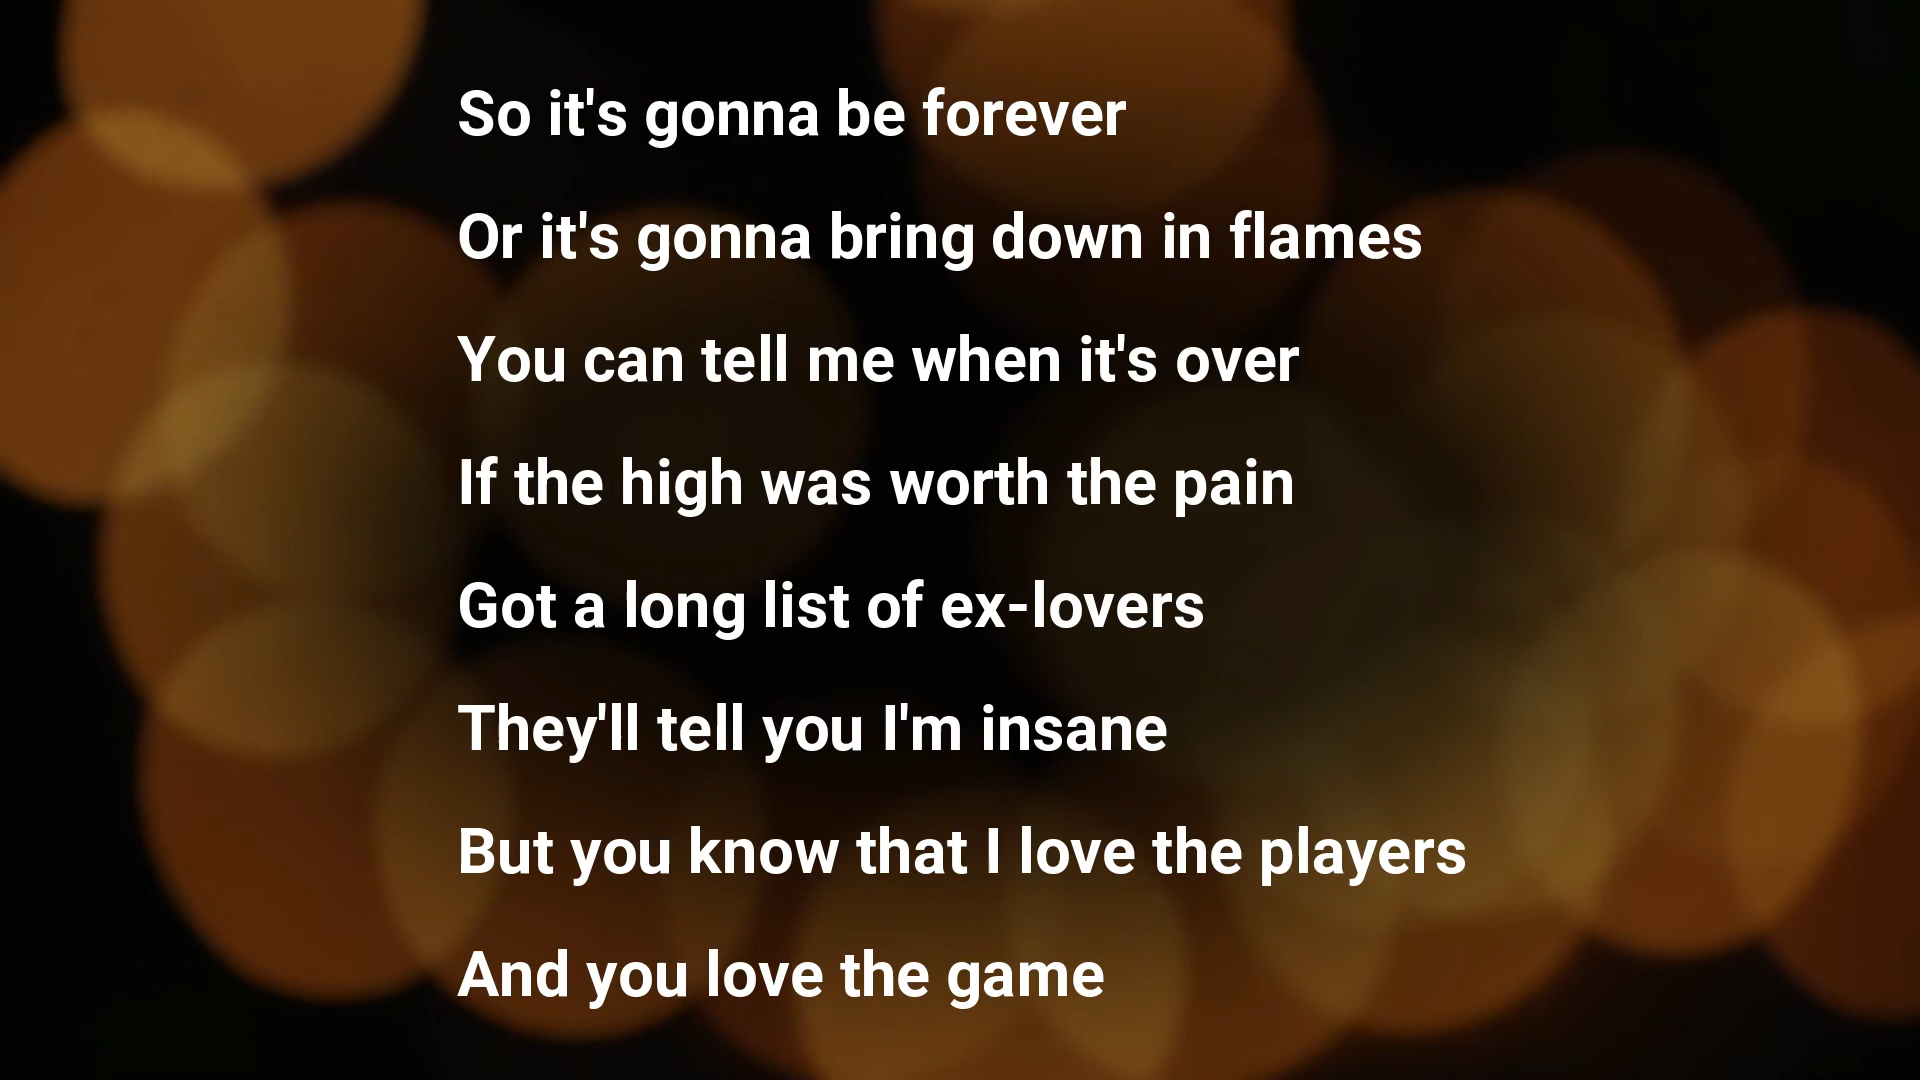 So it's gonna be forever
Or it's gonna bring down in flames
You can tell me when it's over
If the high was worth the pain
Got a long list of ex-lovers
They'll tell you I'm insane
But you know that I love the players
And you love the game